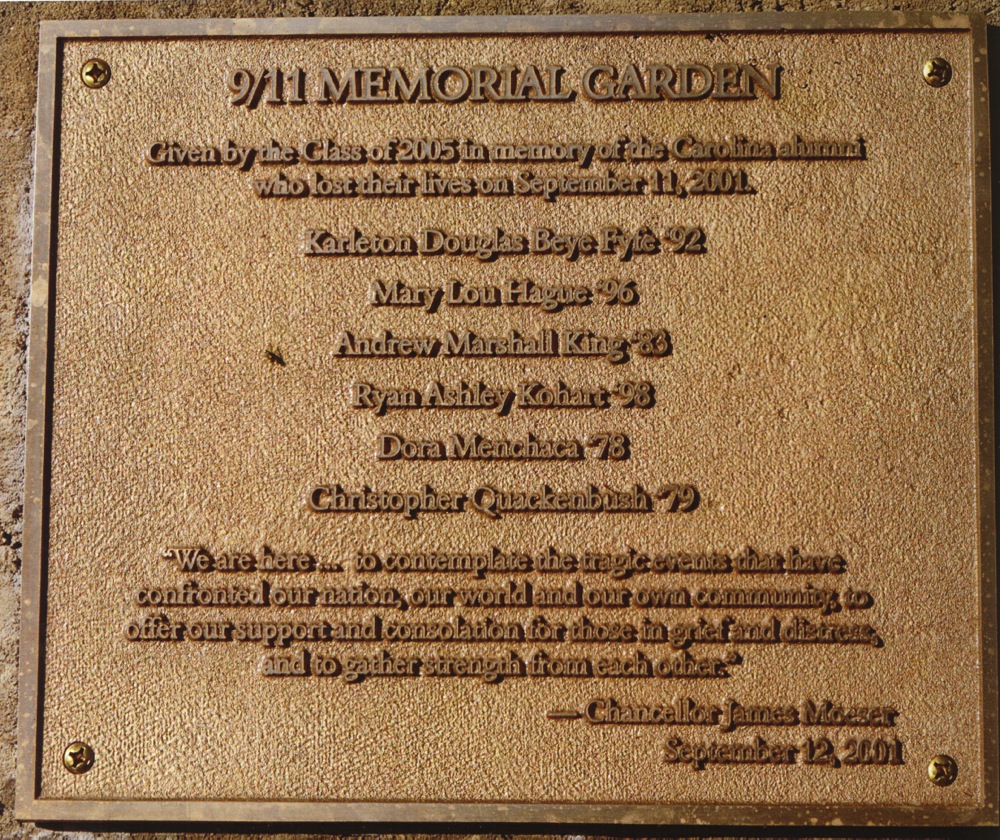 9/11 MEMORIAL GARDEN
Given by the Class of 2005 in memory of the Carolina alumni
who lost their lives on September 11, 2001.
Karleton Douglas Beye Fyfe ‘92
Mary Lou Hague ‘96
Andrew Marshall King ‘83
Ryan Ashley Kohart ‘98
Dora Menchaca ‘78
Christopher Quackenbush ‘79
“We are here ... to contemplate the tragic events that have
confronted our nation, our world and our own community, to
offer our support and consolation for those in grief and distress,
and to gather strength from each other.”
— Chancellor James Moeser
September 12, 2001